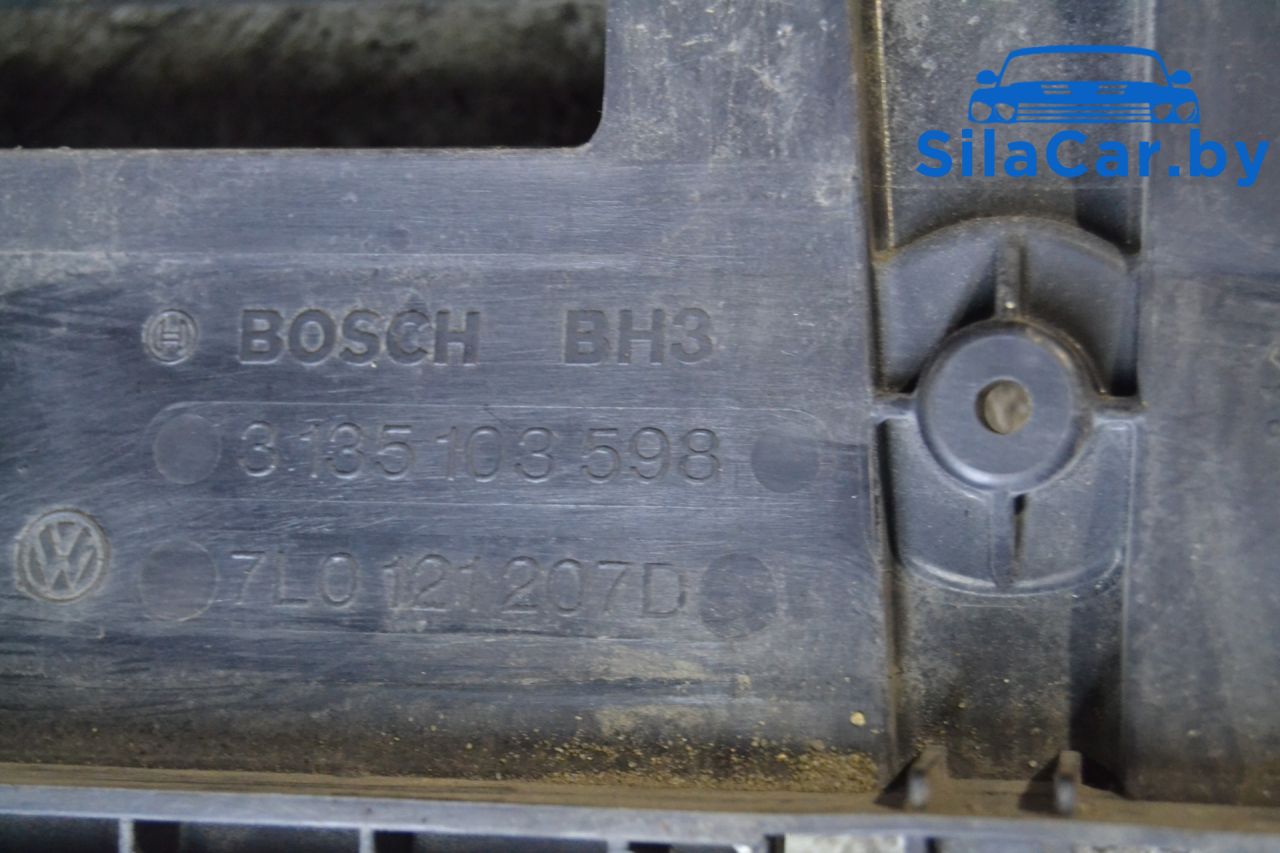 SilaCar.by
BOSCH BH3
3 135 103 598
7L0 121 207D